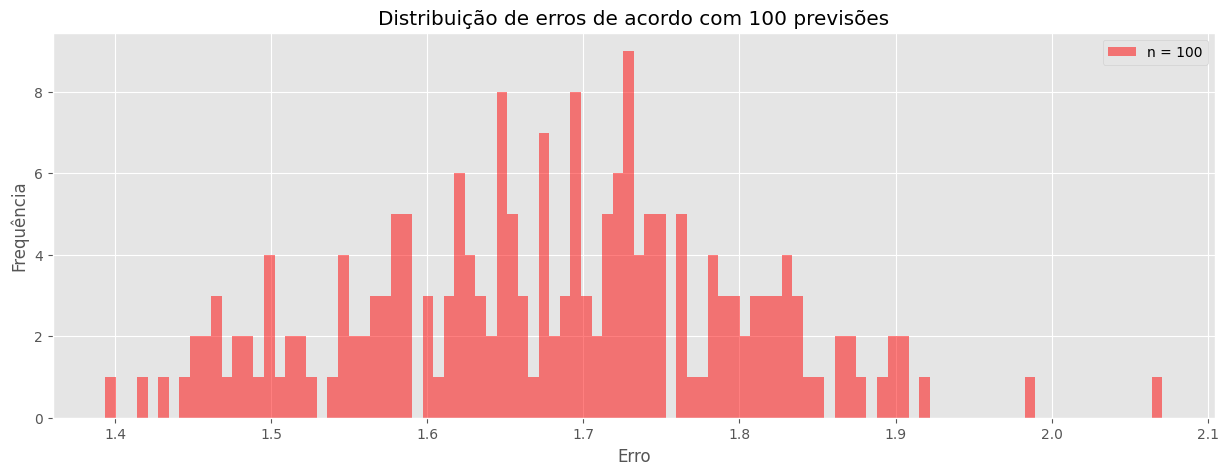 Distribuição de erros de acordo com 100 previsões
n = 100
Frequência
8
6
4
2
0
1.4 1.5 1.6 1.7 1.8 1.9 2.0 2.1
Erro